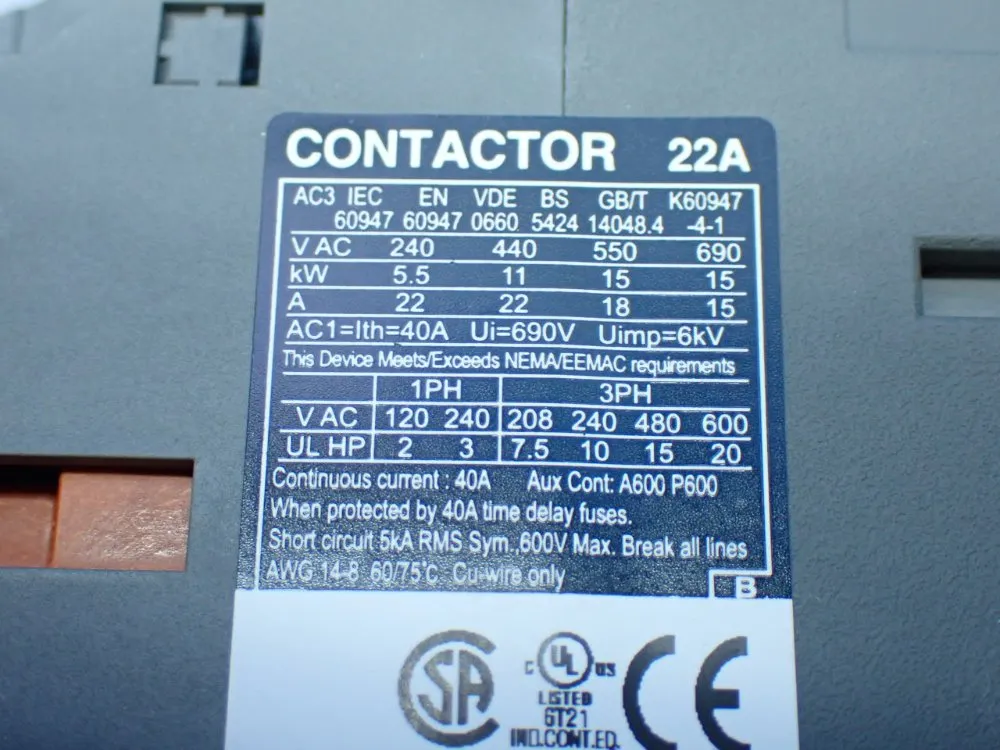 CONTACTOR 22A
AC3 IEC EN VDE BS GB/T K60947
60947 60947 0660 5424 14048.4 -4-1
V AC 240 440 550 690
kW 5.5 11 15 15
A 22 22 18 15
AC1=Ith=40A Ui=690V Uimp=6kV
This Device Meets/Exceeds NEMA/EEMAC requirements
1PH 3PH
V AC 120 240 208 240 480 600
UL HP 2 3 7.5 10 15 20
Continuous current : 40A Aux Cont: A600 P600
When protected by 40A time delay fuses.
Short circuit 5kA RMS Sym.,600V Max. Break all lines
AWG 14-8 60/75°C Cu-wire only
B
SA C UL US CE
LISTED
6T21
IND.CONT.EQ.